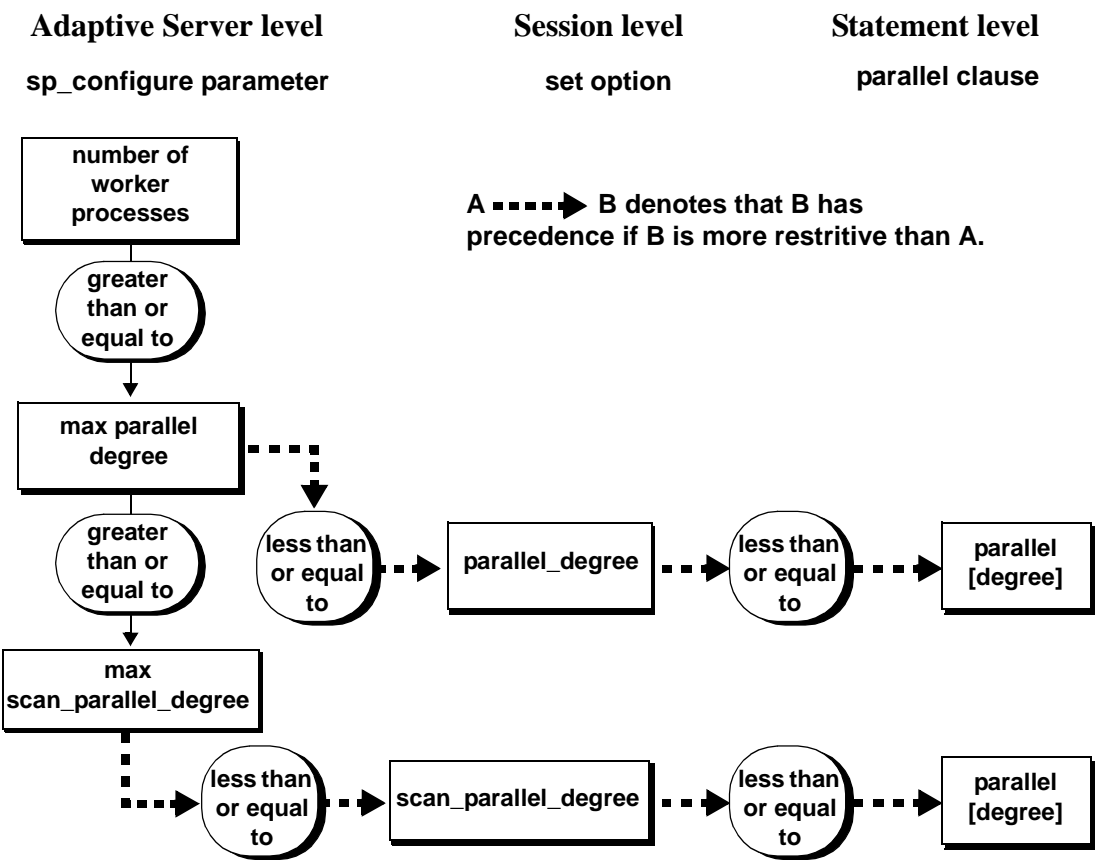 Adaptive Server level
Session level
Statement level
sp_configure parameter
set option
parallel clause
number of
worker
processes
A B denotes that B has
precedence if B is more restritive than A.
greater
than or
equal to
max parallel
degree
greater
than or
equal to
less than
or equal
to
parallel_degree
less than
or equal
to
parallel
[degree]
max
scan_parallel_degree
less than
or equal
to
scan_parallel_degree
less than
or equal
to
parallel
[degree]